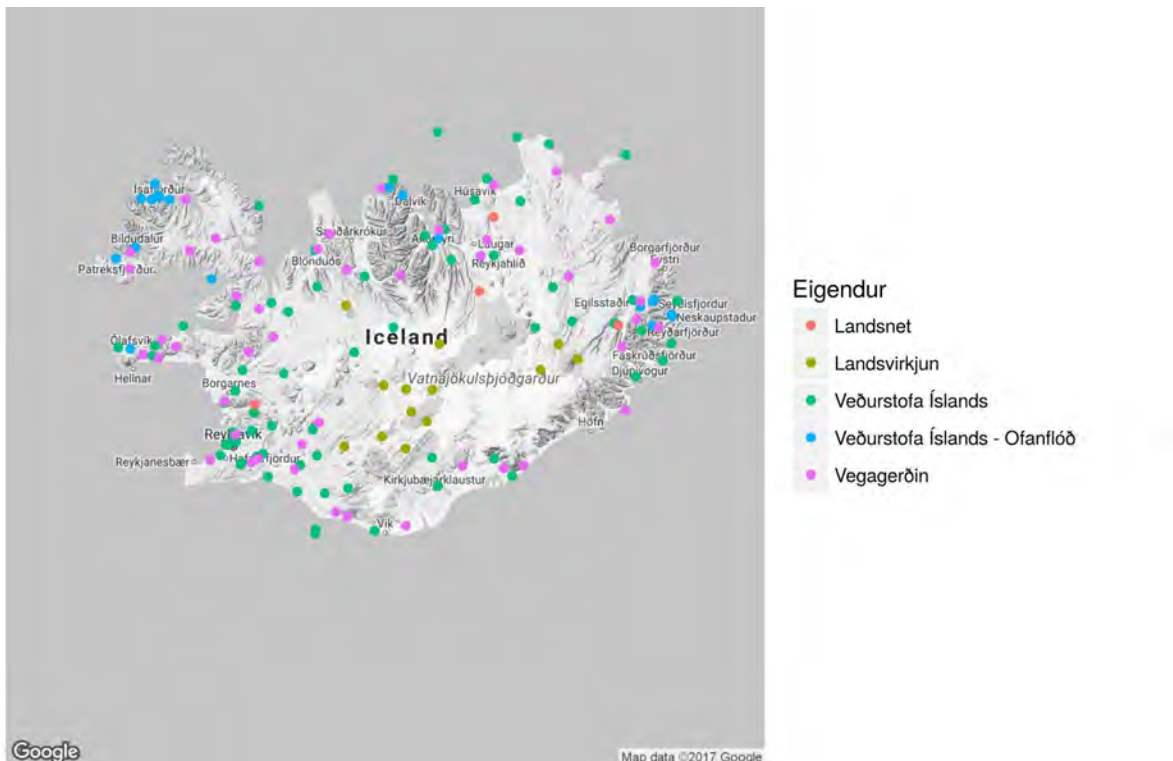 Ísafjörður
Húsavík
Dalvík
Sauðárkrókur
Akureyri
Bíldudalur
Laugar
Borgarfjörður
Eystri
Reykjahlíð
Patreksfjörður
Blönduós
Egilsstaðir
Seyðisfjörður
Neskaupstaður
Ólafsvík
Iceland
Reyðarfjörður
Fáskrúðsfjörður
Hellnar
Djúpivogur
Borgarnes
Vatnajökulsþjóðgarður
Höfn
Reykjavík
Reykjanesbær
Hafnarfjörður
Kirkjubæjarklaustur
Vík
Google
Map data ©2017 Google
Eigendur
Landsnet
Landsvirkjun
Veðurstofa Íslands
Veðurstofa Íslands - Ofanflóð
Vegagerðin